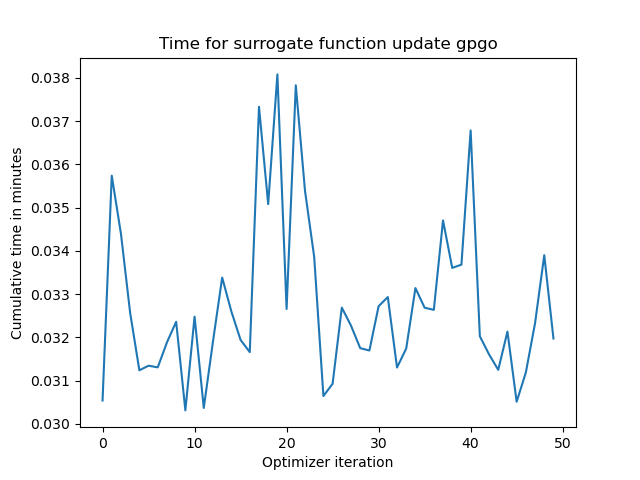 Time for surrogate function update gpgo
0.038
0.037
0.036
0.035
0.034
0.033
0.032
0.031
0.030
Cumulative time in minutes
0 10 20 30 40 50
Optimizer iteration